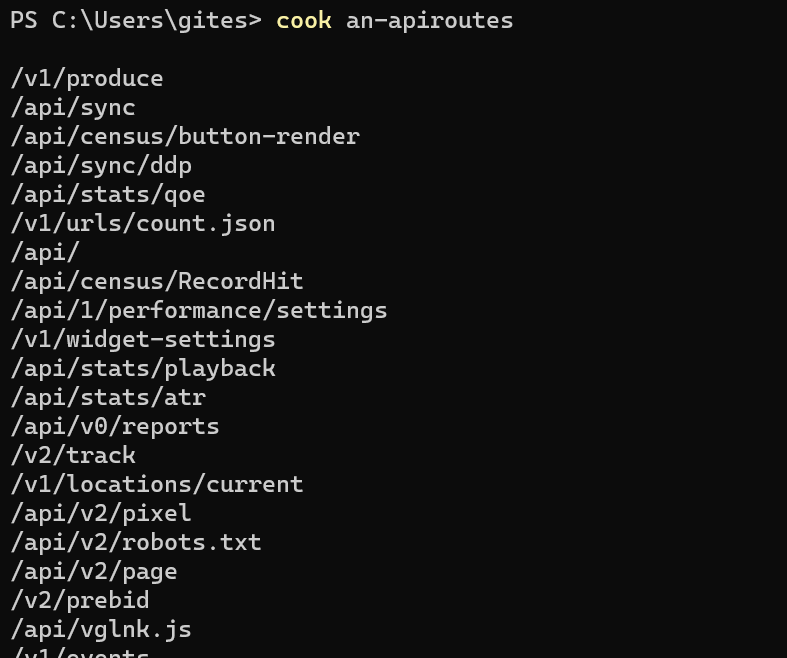 PS C:\Users\gites> cook an-apiroutes
/v1/produce
/api/sync
/api/census/button-render
/api/sync/ddp
/api/stats/qoe
/v1/urls/count.json
/api/
/api/census/RecordHit
/api/1/performance/settings
/v1/widget-settings
/api/stats/playback
/api/stats/atr
/api/v0/reports
/v2/track
/v1/locations/current
/api/v2/pixel
/api/v2/robots.txt
/api/v2/page
/v2/prebid
/api/vglnk.js
/v1/events